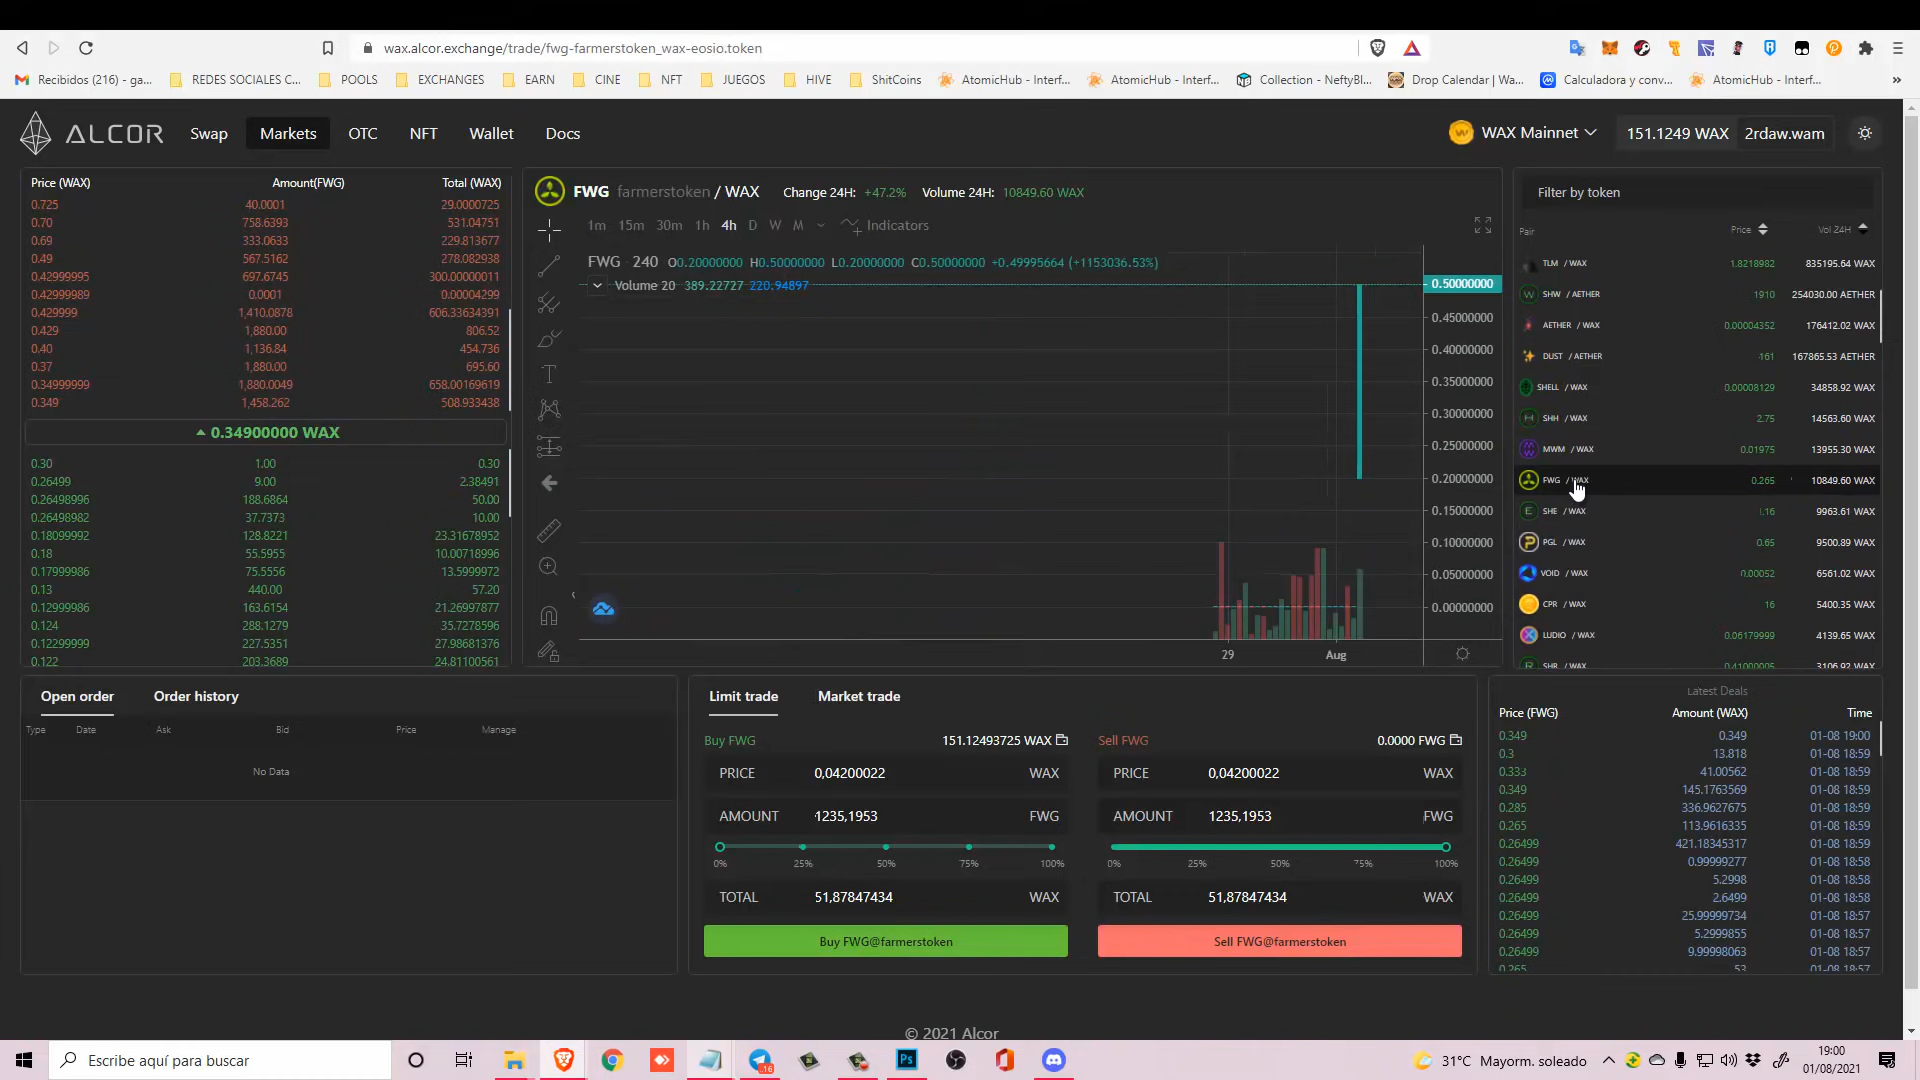 wax.alcor.exchange/trade/fwg-farmerstoken_wax-eosio.token
Recibidos (216) - ga... REDES SOCIALES C... POOLS EXCHANGES EARN CINE NFT JUEGOS HIVE ShitCoins AtomicHub - Interf... AtomicHub - Interf... Collection - NeftyBl... Drop Calendar | Wa... Calculadora y conv... AtomicHub - Interf... »
ALCOR Swap Markets OTC NFT Wallet Docs WAX Mainnet 151.1249 WAX 2rdaw.wam
Price (WAX) Amount(FWG) Total (WAX)
0.725 40.0001 29.0000725
0.70 758.6393 531.04751
0.69 333.0633 229.813677
0.49 567.5162 278.082938
0.42999995 697.6745 300.00000011
0.42999989 0.0001 0.00004299
0.429999 1,410.0878 606.33634391
0.429 1,880.00 806.52
0.40 1,136.84 454.736
0.37 1,880.00 695.60
0.34999999 1,880.0049 658.00169619
0.349 1,458.262 508.933438
0.34900000 WAX
0.30 1.00 0.30
0.26499 9.00 2.38491
0.26498996 188.6864 50.00
0.26498982 37.7373 10.00
0.18099992 128.8221 23.31678952
0.18 55.5955 10.00718996
0.17999986 75.5556 13.5999972
0.13 440.00 57.20
0.12999986 163.6154 21.26997877
0.124 288.1279 35.7278596
0.12299999 227.5351 27.98681376
0.122 203.3689 24.81100561
FWG farmerstoken / WAX Change 24H: +47.2% Volume 24H: 10849.60 WAX
1m 15m 30m 1h 4h D W M Indicators
FWG 240 O0.20000000 H0.50000000 L0.20000000 C0.50000000 +0.49995664 (+1153036.53%)
Volume 20 389.22727 220.94897
0.50000000
0.45000000
0.40000000
0.35000000
0.30000000
0.25000000
0.20000000
0.15000000
0.10000000
0.05000000
0.00000000
29 Aug
Filter by token
Pair Price Vol 24H
TLM / WAX 1.8218982 835195.64 WAX
SHW / AETHER 1910 254030.00 AETHER
AETHER / WAX 0.00004352 176412.02 WAX
DUST / AETHER 161 167865.53 AETHER
SHELL / WAX 0.00008129 34858.92 WAX
SHH / WAX 2.75 14563.60 WAX
MWM / WAX 0.01975 13955.30 WAX
FWG / WAX 0.265 10849.60 WAX
SHE / WAX 1.16 9963.61 WAX
PGL / WAX 0.65 9500.89 WAX
VOID / WAX 0.00052 6561.02 WAX
CPR / WAX 16 5400.35 WAX
LUDIO / WAX 0.06179999 4139.65 WAX
SHR / WAX 0.41000005 3106.92 WAX
Open order Order history
Type Date Ask Bid Price Manage
No Data
Limit trade Market trade
Buy FWG 151.12493725 WAX
PRICE 0,04200022 WAX
AMOUNT 1235,1953 FWG
0% 25% 50% 75% 100%
TOTAL 51,87847434 WAX
Buy FWG@farmerstoken
Sell FWG 0.0000 FWG
PRICE 0,04200022 WAX
AMOUNT 1235,1953 FWG
0% 25% 50% 75% 100%
TOTAL 51,87847434 WAX
Sell FWG@farmerstoken
Latest Deals
Price (FWG) Amount (WAX) Time
0.349 0.349 01-08 19:00
0.3 13.818 01-08 18:59
0.333 41.00562 01-08 18:59
0.349 145.1763569 01-08 18:59
0.285 336.9627675 01-08 18:59
0.265 113.9616335 01-08 18:59
0.26499 421.18345317 01-08 18:59
0.26499 0.99999277 01-08 18:58
0.26499 5.2998 01-08 18:58
0.26499 2.6499 01-08 18:58
0.26499 25.99999734 01-08 18:57
0.26499 5.2999855 01-08 18:57
0.26499 9.99998063 01-08 18:57
0.265 53 01-08 18:57
© 2021 Alcor
Escribe aquí para buscar
31°C Mayorm. soleado
19:00
01/08/2021